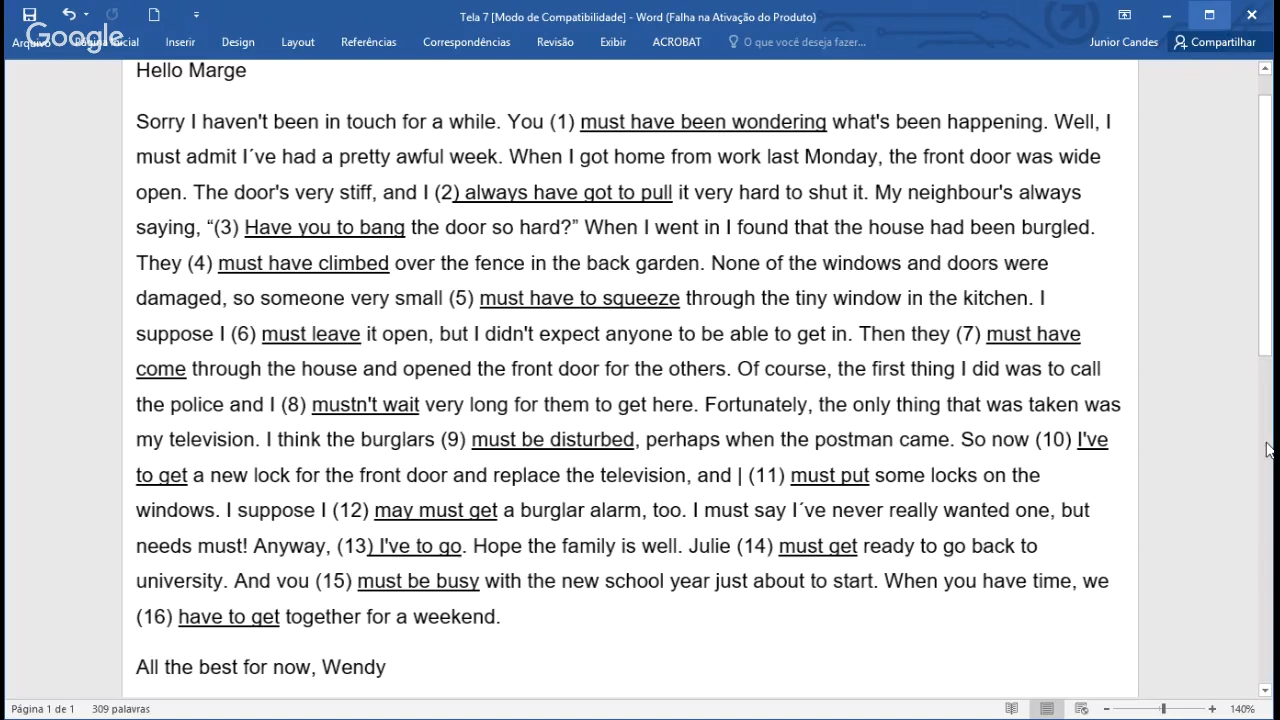 Tela 7 [Modo de Compatibilidade] - Word (Falha na Ativação do Produto)
Google
Arquivo Página Inicial Inserir Design Layout Referências Correspondências Revisão Exibir ACROBAT O que você deseja fazer... Junior Candes Compartilhar
Hello Marge
Sorry I haven't been in touch for a while. You (1) must have been wondering what's been happening. Well, I
must admit I´ve had a pretty awful week. When I got home from work last Monday, the front door was wide
open. The door's very stiff, and I (2) always have got to pull it very hard to shut it. My neighbour's always
saying, “(3) Have you to bang the door so hard?” When I went in I found that the house had been burgled.
They (4) must have climbed over the fence in the back garden. None of the windows and doors were
damaged, so someone very small (5) must have to squeeze through the tiny window in the kitchen. I
suppose I (6) must leave it open, but I didn't expect anyone to be able to get in. Then they (7) must have
come through the house and opened the front door for the others. Of course, the first thing I did was to call
the police and I (8) mustn't wait very long for them to get here. Fortunately, the only thing that was taken was
my television. I think the burglars (9) must be disturbed, perhaps when the postman came. So now (10) I've
to get a new lock for the front door and replace the television, and | (11) must put some locks on the
windows. I suppose I (12) may must get a burglar alarm, too. I must say I´ve never really wanted one, but
needs must! Anyway, (13) I've to go. Hope the family is well. Julie (14) must get ready to go back to
university. And vou (15) must be busy with the new school year just about to start. When you have time, we
(16) have to get together for a weekend.
All the best for now, Wendy
Página 1 de 1 309 palavras 140%